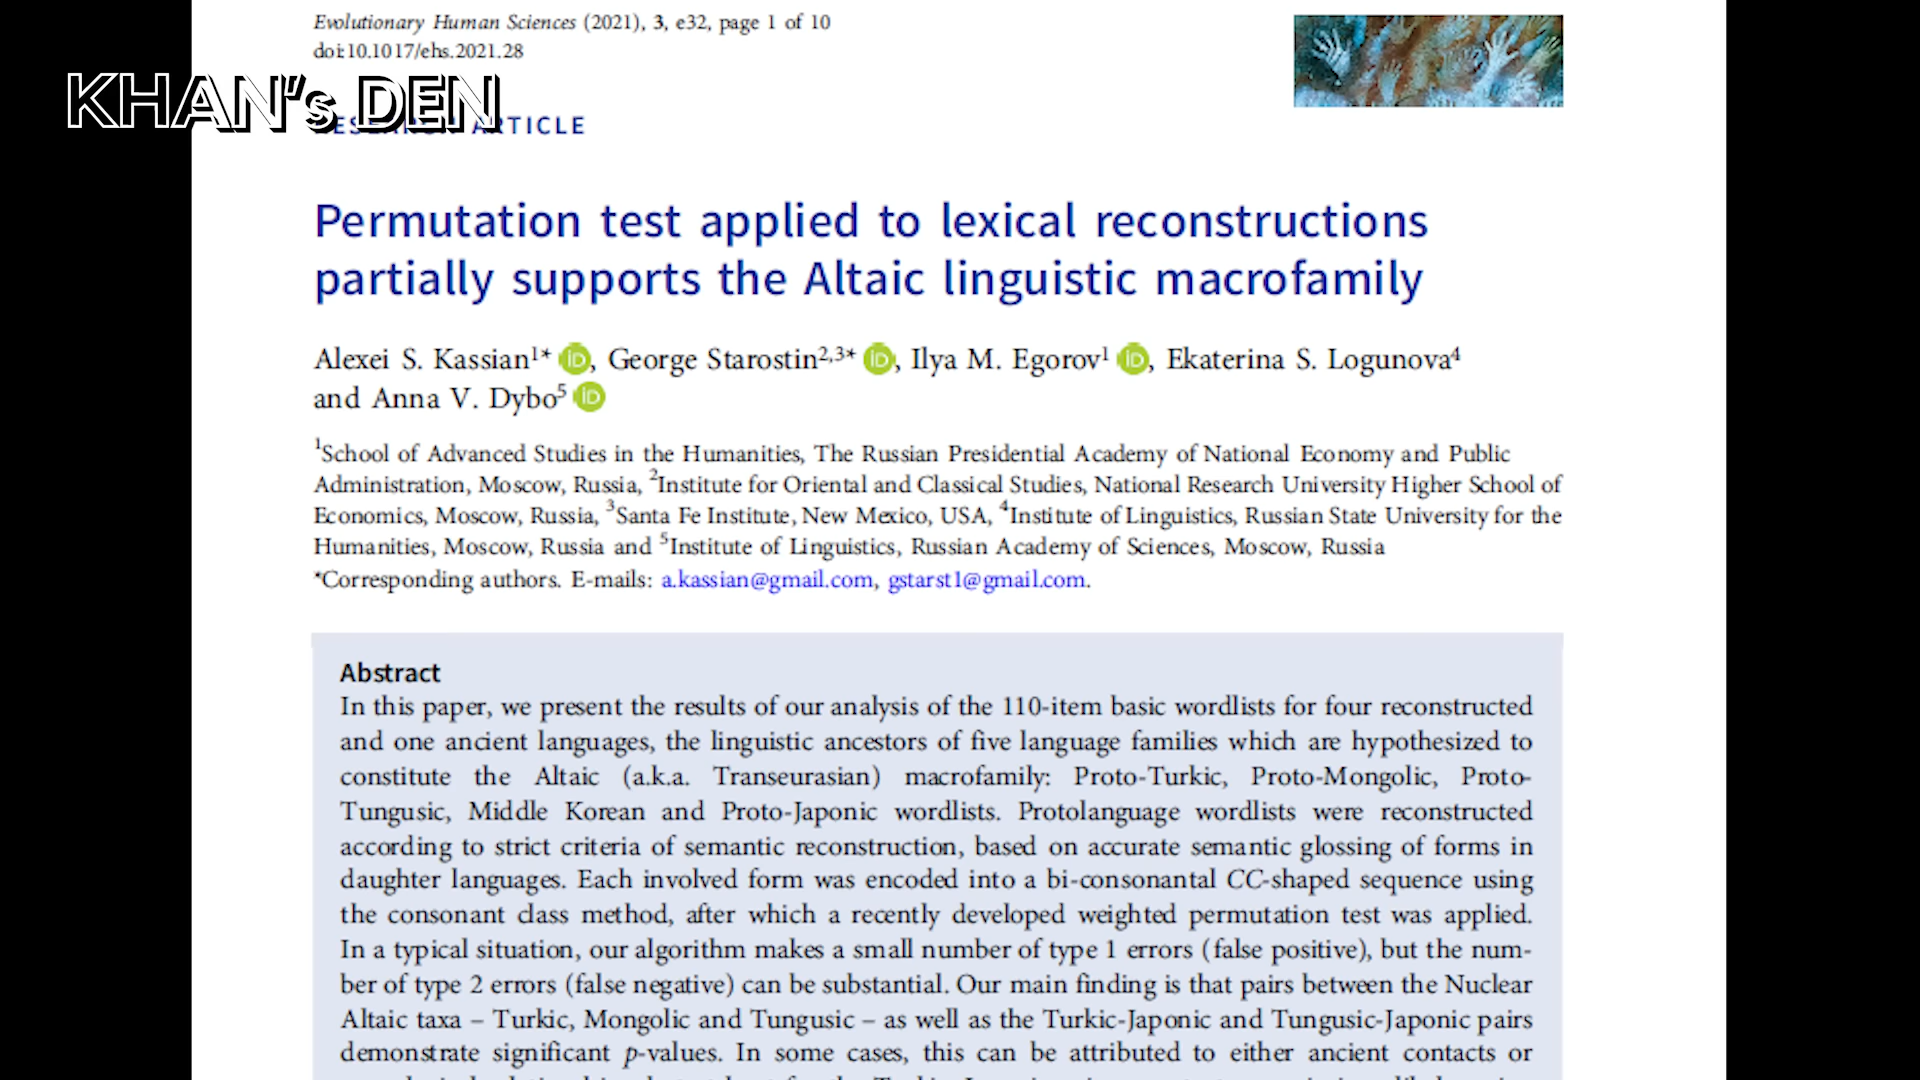 Evolutionary Human Sciences (2021), 3, e32, page 1 of 10
doi:10.1017/ehs.2021.28
KHAN's DEN
RESEARCH ARTICLE
Permutation test applied to lexical reconstructions
partially supports the Altaic linguistic macrofamily
Alexei S. Kassian1* iD, George Starostin2,3* iD, Ilya M. Egorov1 iD, Ekaterina S. Logunova4
and Anna V. Dybo5 iD
1School of Advanced Studies in the Humanities, The Russian Presidential Academy of National Economy and Public
Administration, Moscow, Russia, 2Institute for Oriental and Classical Studies, National Research University Higher School of
Economics, Moscow, Russia, 3Santa Fe Institute, New Mexico, USA, 4Institute of Linguistics, Russian State University for the
Humanities, Moscow, Russia and 5Institute of Linguistics, Russian Academy of Sciences, Moscow, Russia
*Corresponding authors. E-mails: a.kassian@gmail.com, gstarst1@gmail.com.
Abstract
In this paper, we present the results of our analysis of the 110-item basic wordlists for four reconstructed
and one ancient languages, the linguistic ancestors of five language families which are hypothesized to
constitute the Altaic (a.k.a. Transeurasian) macrofamily: Proto-Turkic, Proto-Mongolic, Proto-
Tungusic, Middle Korean and Proto-Japonic wordlists. Protolanguage wordlists were reconstructed
according to strict criteria of semantic reconstruction, based on accurate semantic glossing of forms in
daughter languages. Each involved form was encoded into a bi-consonantal CC-shaped sequence using
the consonant class method, after which a recently developed weighted permutation test was applied.
In a typical situation, our algorithm makes a small number of type 1 errors (false positive), but the num-
ber of type 2 errors (false negative) can be substantial. Our main finding is that pairs between the Nuclear
Altaic taxa – Turkic, Mongolic and Tungusic – as well as the Turkic-Japonic and Tungusic-Japonic pairs
demonstrate significant p-values. In some cases, this can be attributed to either ancient contacts or